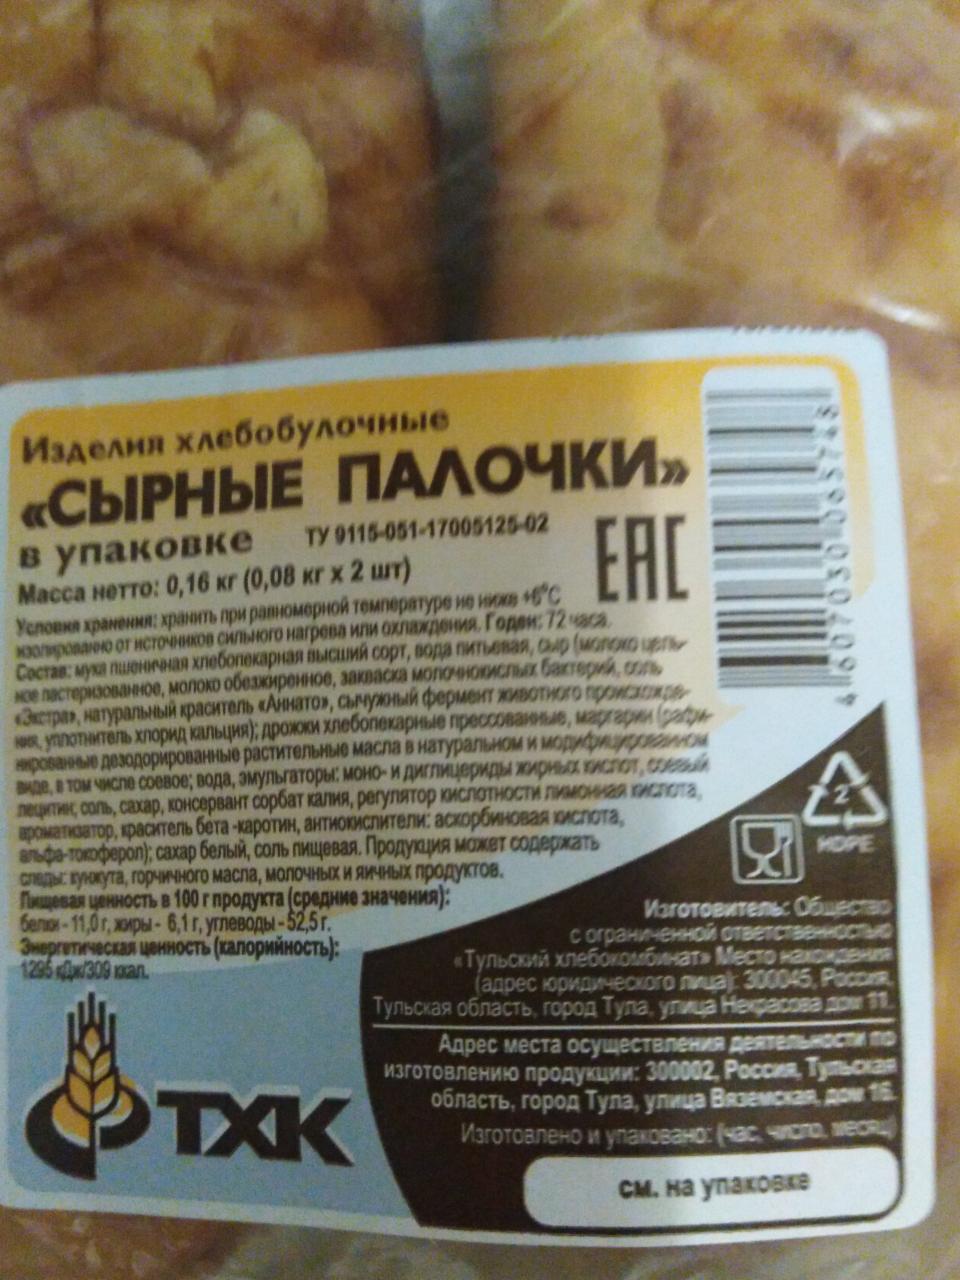 Изделия хлебобулочные
«СЫРНЫЕ ПАЛОЧКИ»
в упаковке ТУ 9115-051-17005125-02
Масса нетто: 0,16 кг (0,08 кг х 2 шт)
ЕАС
Условия хранения: хранить при равномерной температуре не ниже +6°С
изолированно от источников сильного нагрева или охлаждения. Годен: 72 часа.
Состав: мука пшеничная хлебопекарная высший сорт, вода питьевая, сыр (молоко цель-
ное пастеризованное, молоко обезжиренное, закваска молочнокислых бактерий, соль
«Экстра», натуральный краситель «Аннато», сычужный фермент животного происхожде-
ния, уплотнитель хлорид кальция); дрожжи хлебопекарные прессованные, маргарин (рафи-
нированные дезодорированные растительные масла в натуральном и модифицированном
виде, в том числе соевое; вода, эмульгаторы: моно- и диглицериды жирных кислот, соевый
лецитин; соль, сахар, консервант сорбат калия, регулятор кислотности лимонная кислота,
ароматизатор, краситель бета -каротин, антиокислители: аскорбиновая кислота,
альфа-токоферол); сахар белый, соль пищевая. Продукция может содержать
следы: кунжута, горчичного масла, молочных и яичных продуктов.
Пищевая ценность в 100 г продукта (средние значения):
белки - 11,0 г, жиры - 6,1 г, углеводы - 52,5 г.
Энергетическая ценность (калорийность):
1295 кДж/309 ккал.
4 607030 065748
2
HDPE
Изготовитель: Общество
с ограниченной ответственностью
«Тульский хлебокомбинат» Место нахождения
(адрес юридического лица): 300045, Россия,
Тульская область, город Тула, улица Некрасова дом 11.
Адрес места осуществления деятельности по
изготовлению продукции: 300002, Россия, Тульская
область, город Тула, улица Вяземская, дом 16.
Изготовлено и упаковано: (час, число, месяц)
см. на упаковке
ТХК